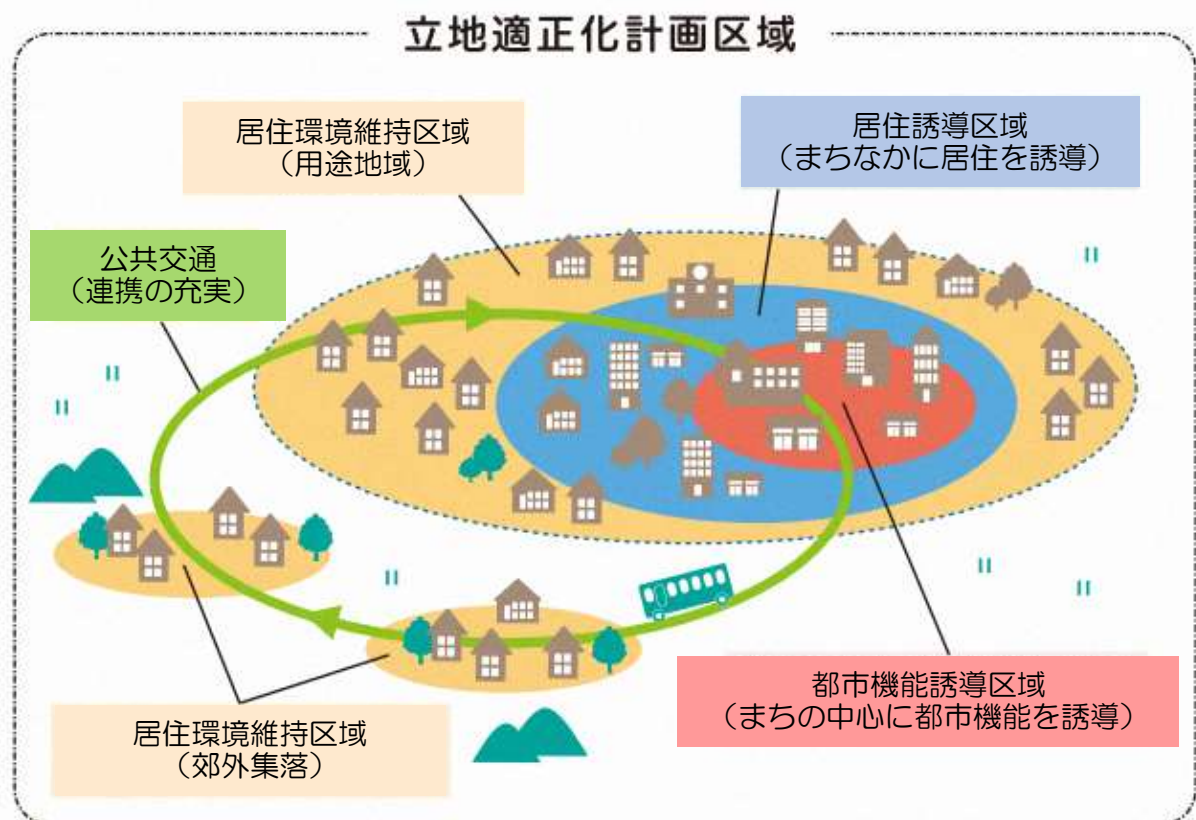 立地適正化計画区域
居住環境維持区域
（用途地域）
居住誘導区域
（まちなかに居住を誘導）
公共交通
（連携の充実）
都市機能誘導区域
（まちの中心に都市機能を誘導）
居住環境維持区域
（郊外集落）